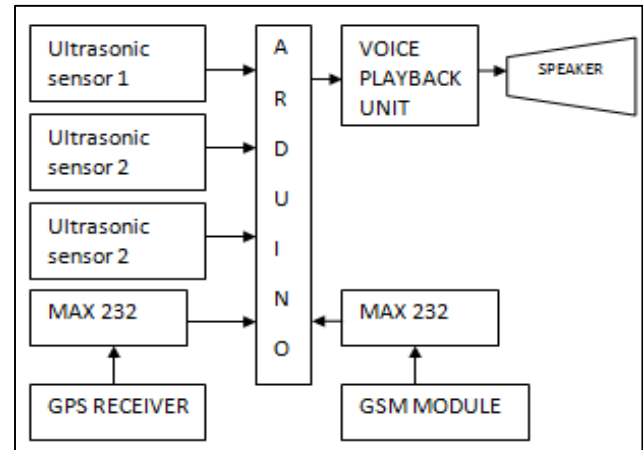 Ultrasonic
sensor 1
Ultrasonic
sensor 2
Ultrasonic
sensor 2
MAX 232
GPS RECEIVER
A
R
D
U
I
N
O
VOICE
PLAYBACK
UNIT
SPEAKER
MAX 232
GSM MODULE